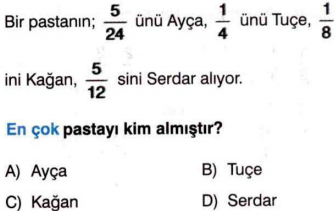 Bir pastanın; 5/24 ünü Ayça, 1/4 ünü Tuçe, 1/8
ini Kağan, 5/12 sini Serdar alıyor.
En çok pastayı kim almıştır?
A) Ayça B) Tuçe
C) Kağan D) Serdar